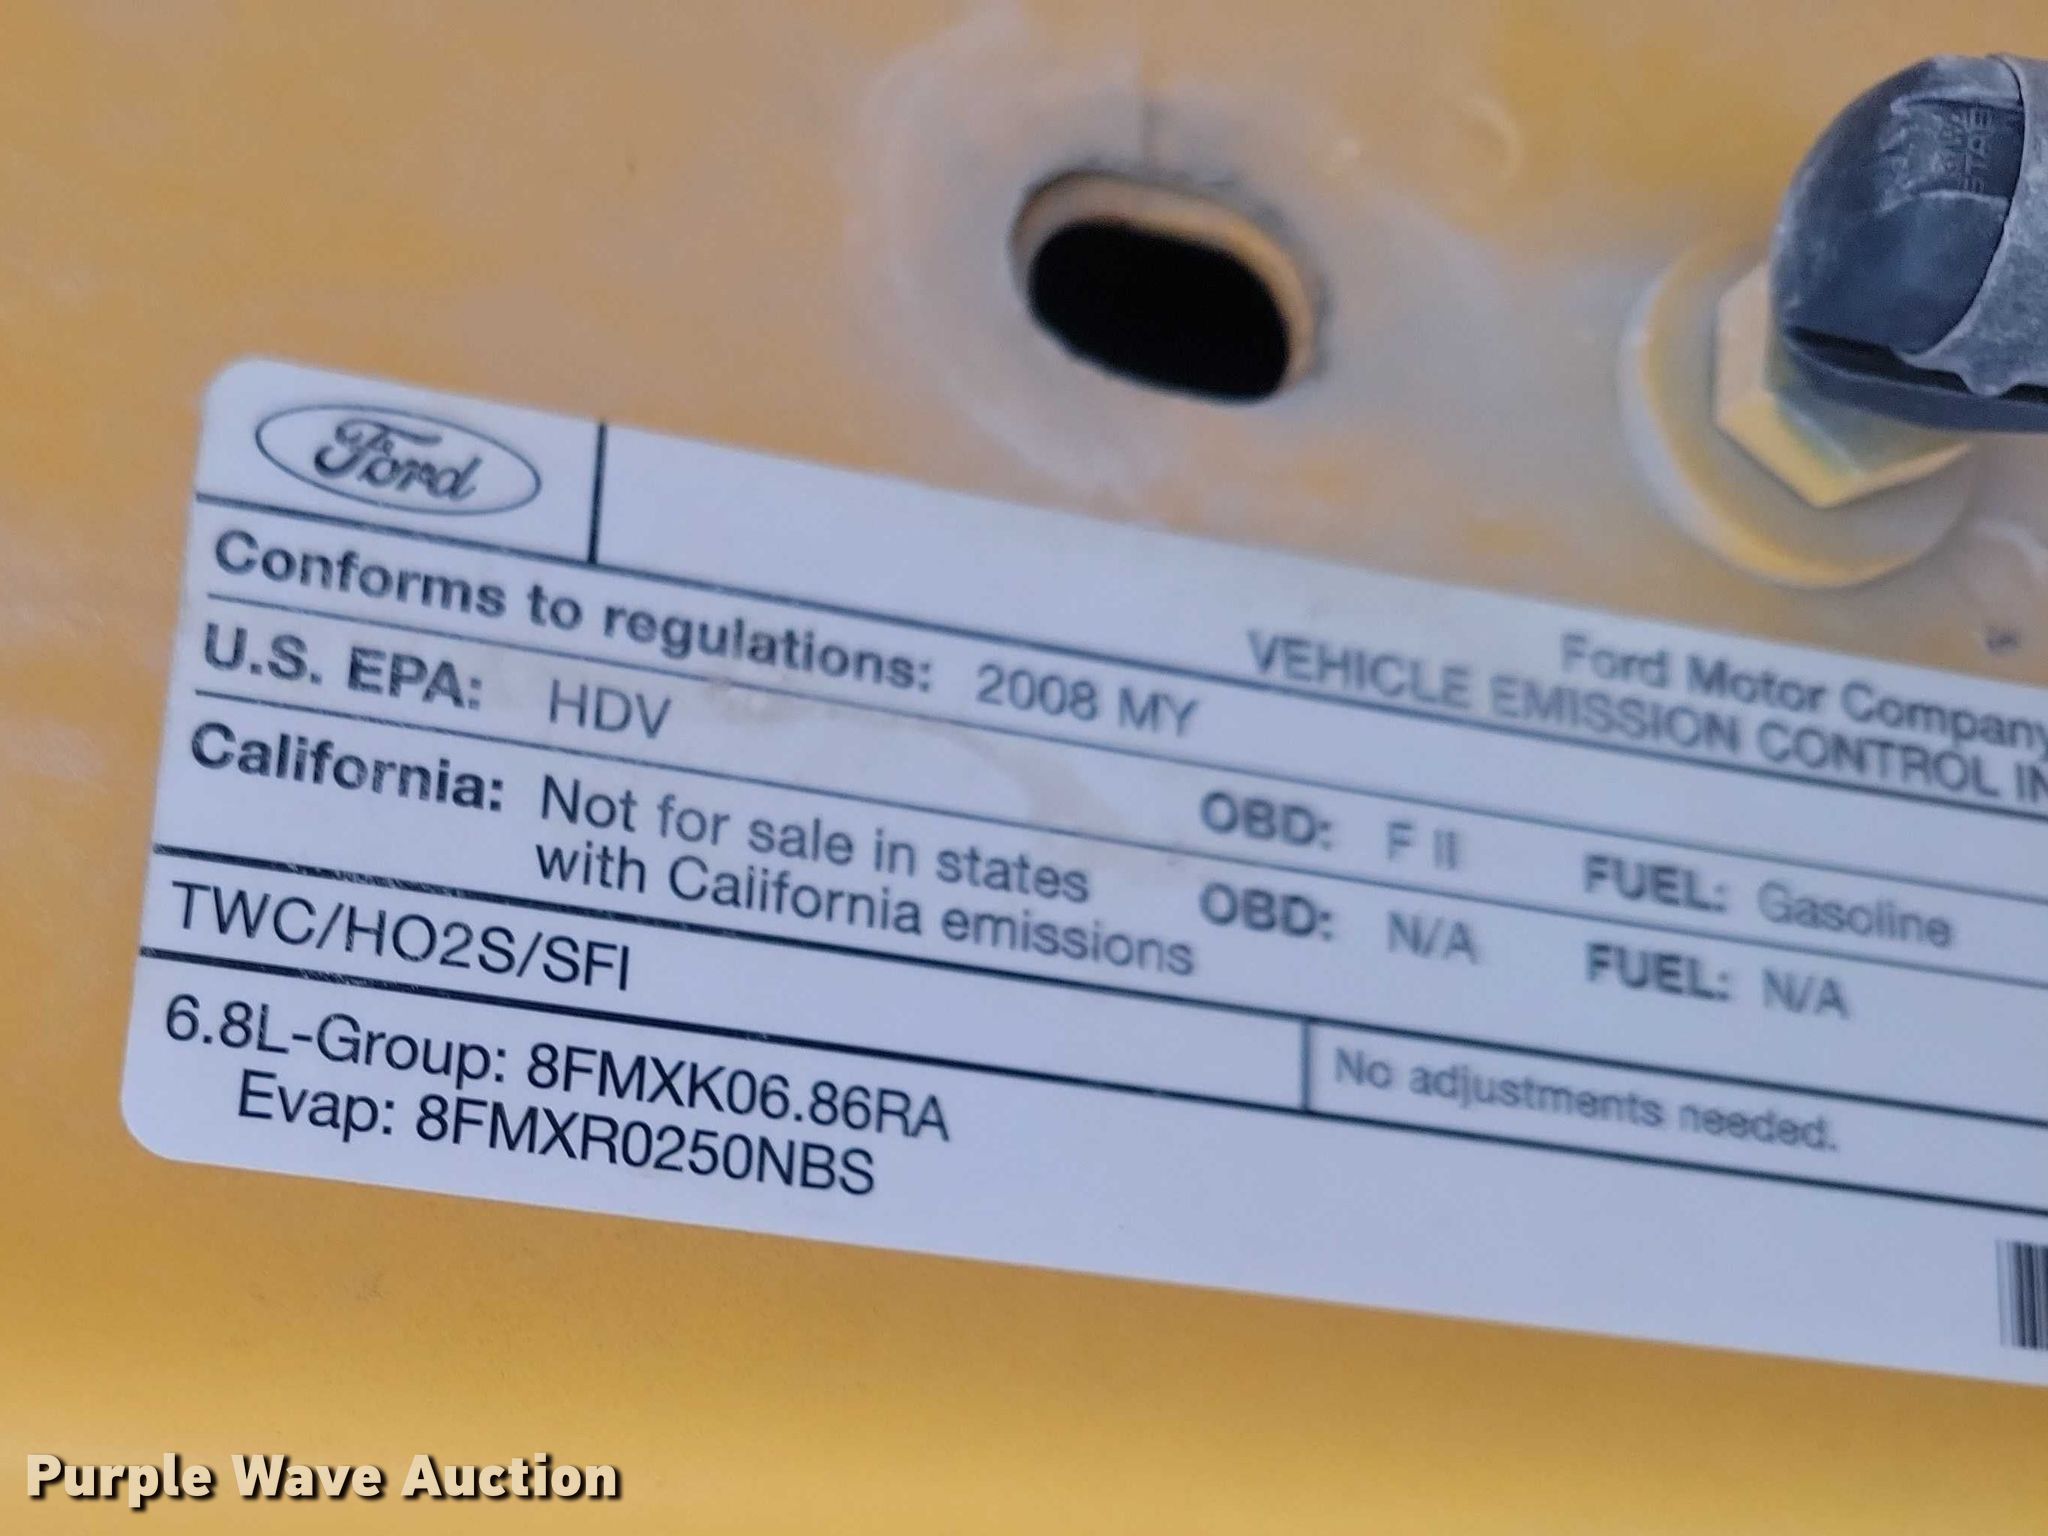 Ford
Ford Motor Company
VEHICLE EMISSION CONTROL
Conforms to regulations: 2008 MY
U.S. EPA: HDV OBD: F II FUEL: Gasoline
California: Not for sale in states
with California emissions OBD: N/A FUEL: N/A
TWC/HO2S/SFI No adjustments needed.
6.8L-Group: 8FMXK06.86RA
Evap: 8FMXR0250NBS
Purple Wave Auction